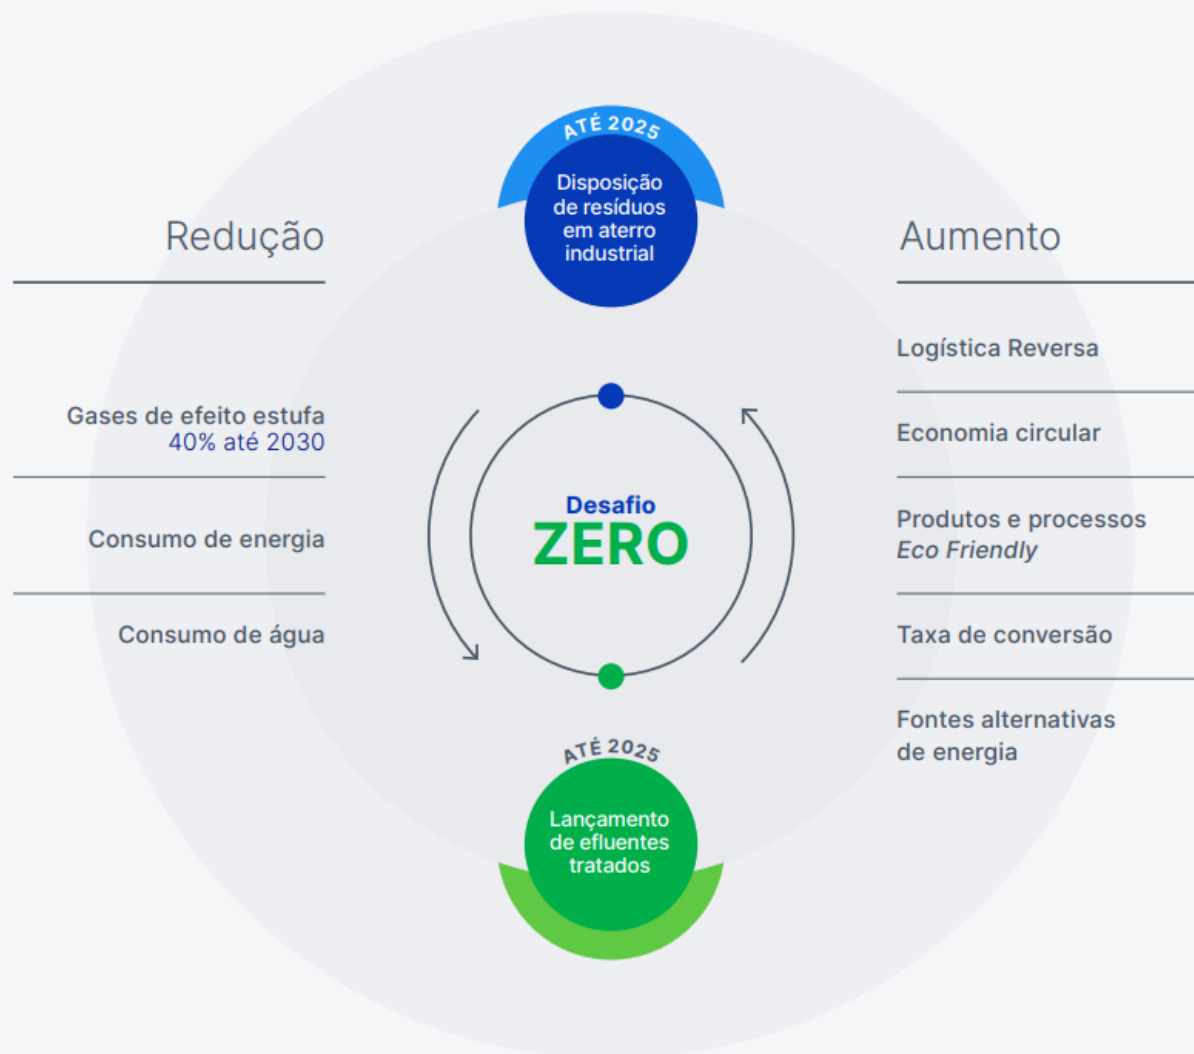 ATÉ 2025
Disposição
de resíduos
em aterro
industrial
Redução
Gases de efeito estufa
40% até 2030
Consumo de energia
Consumo de água
Desafio
ZERO
Aumento
Logística Reversa
Economia circular
Produtos e processos
Eco Friendly
Taxa de conversão
Fontes alternativas
de energia
ATÉ 2025
Lançamento
de efluentes
tratados